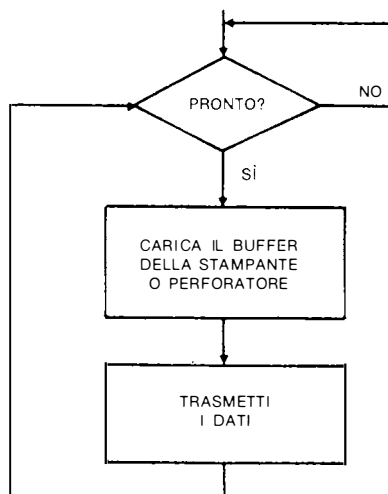 PRONTO?
NO
SÌ
CARICA IL BUFFER
DELLA STAMPANTE
O PERFORATORE
TRASMETTI
I DATI